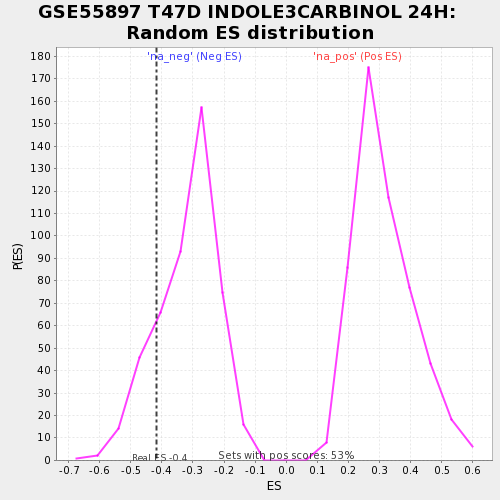 GSE55897 T47D INDOLE3CARBINOL 24H:
Random ES distribution
'na_neg' (Neg ES) 'na_pos' (Pos ES)
180
170
160
150
140
130
120
110
100
90
80
70
60
50
40
30
20
10
0
P(ES)
Real ES -0.4 Sets with pos scores: 53%
-0.7 -0.6 -0.5 -0.4 -0.3 -0.2 -0.1 0.0 0.1 0.2 0.3 0.4 0.5 0.6
ES